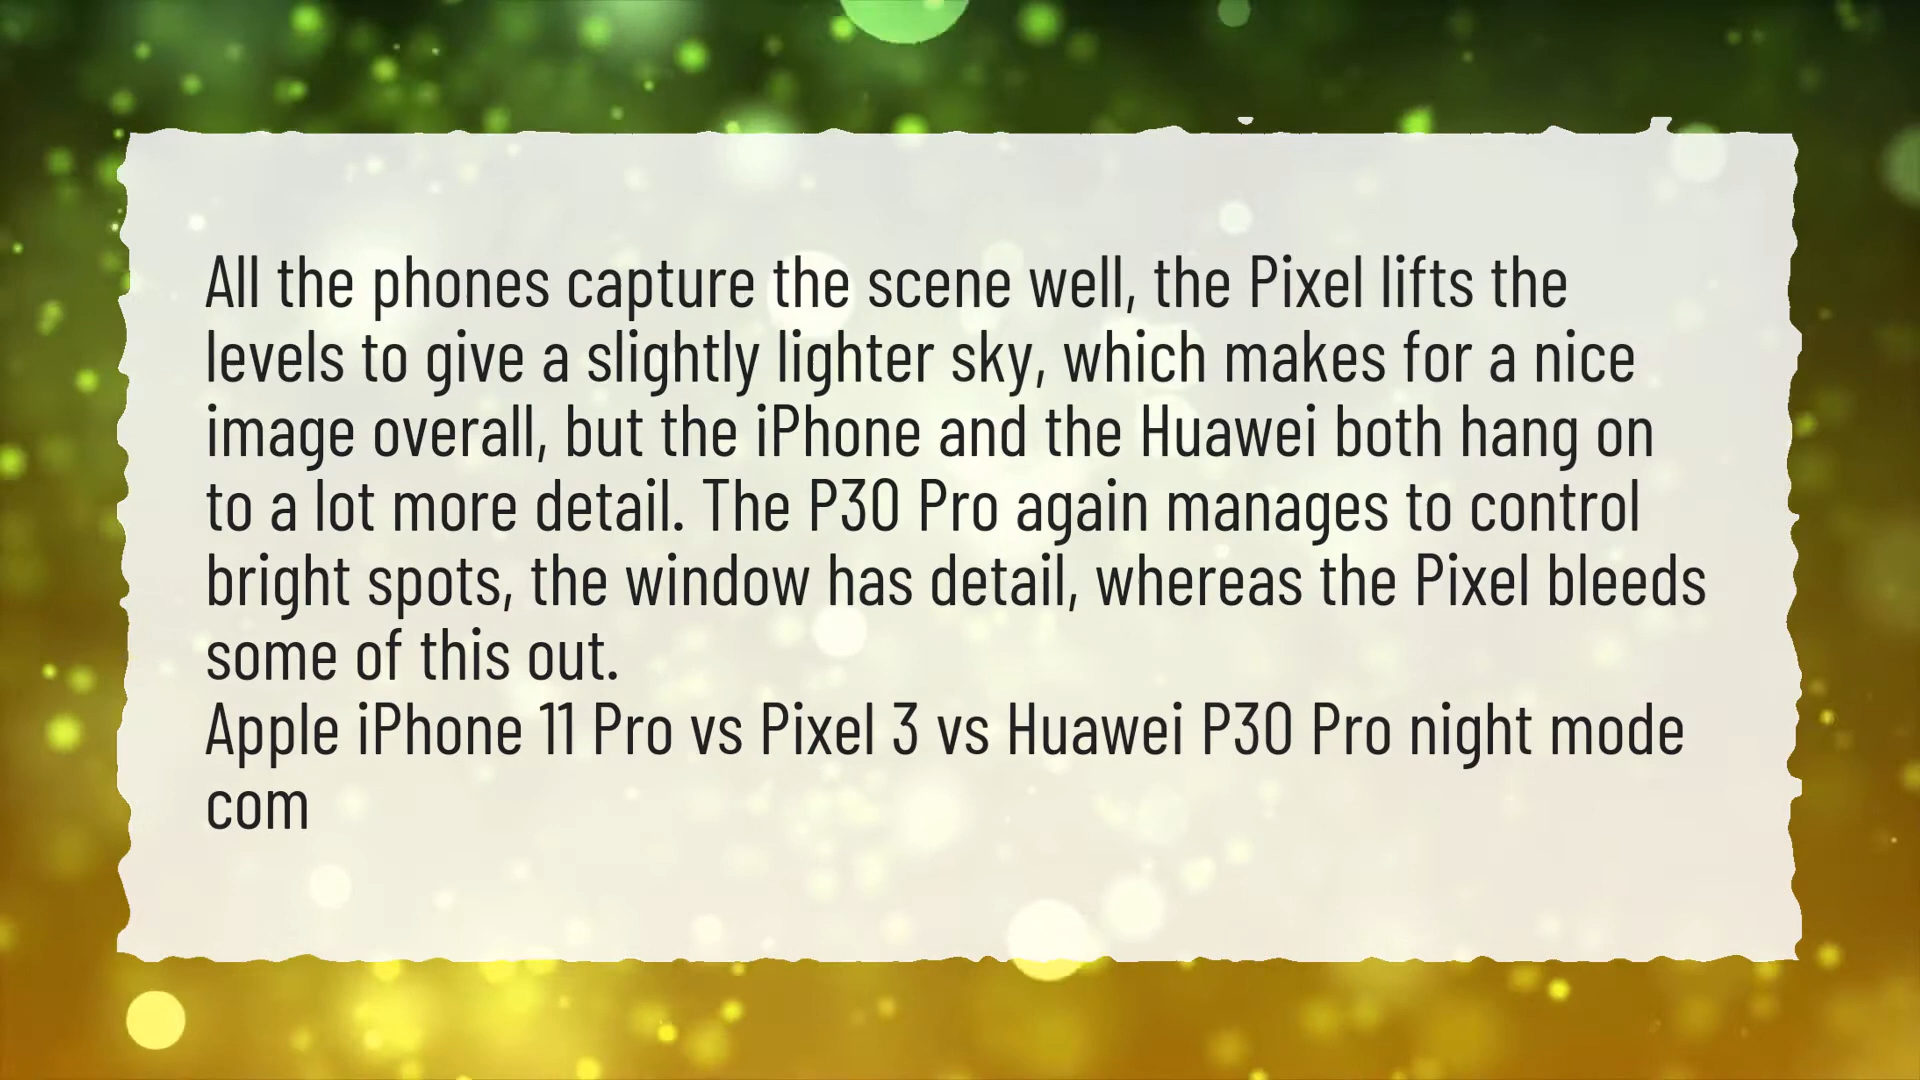 All the phones capture the scene well, the Pixel lifts the
levels to give a slightly lighter sky, which makes for a nice
image overall, but the iPhone and the Huawei both hang on
to a lot more detail. The P30 Pro again manages to control
bright spots, the window has detail, whereas the Pixel bleeds
some of this out.
Apple iPhone 11 Pro vs Pixel 3 vs Huawei P30 Pro night mode
com